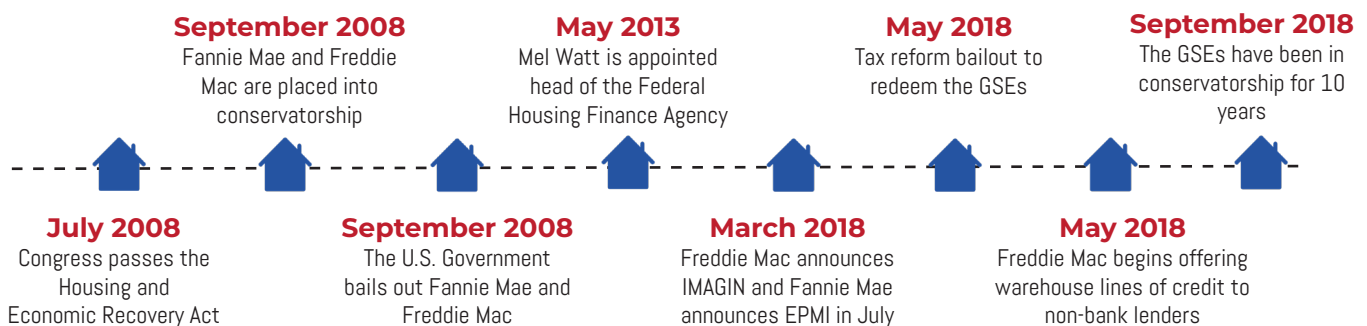 September 2008
Fannie Mae and Freddie
Mac are placed into
conservatorship
May 2013
Mel Watt is appointed
head of the Federal
Housing Finance Agency
May 2018
Tax reform bailout to
redeem the GSEs
September 2018
The GSEs have been in
conservatorship for 10
years
July 2008
Congress passes the
Housing and
Economic Recovery Act
September 2008
The U.S. Government
bails out Fannie Mae and
Freddie Mac
March 2018
Freddie Mac announces
IMAGIN and Fannie Mae
announces EPMI in July
May 2018
Freddie Mac begins offering
warehouse lines of credit to
non-bank lenders